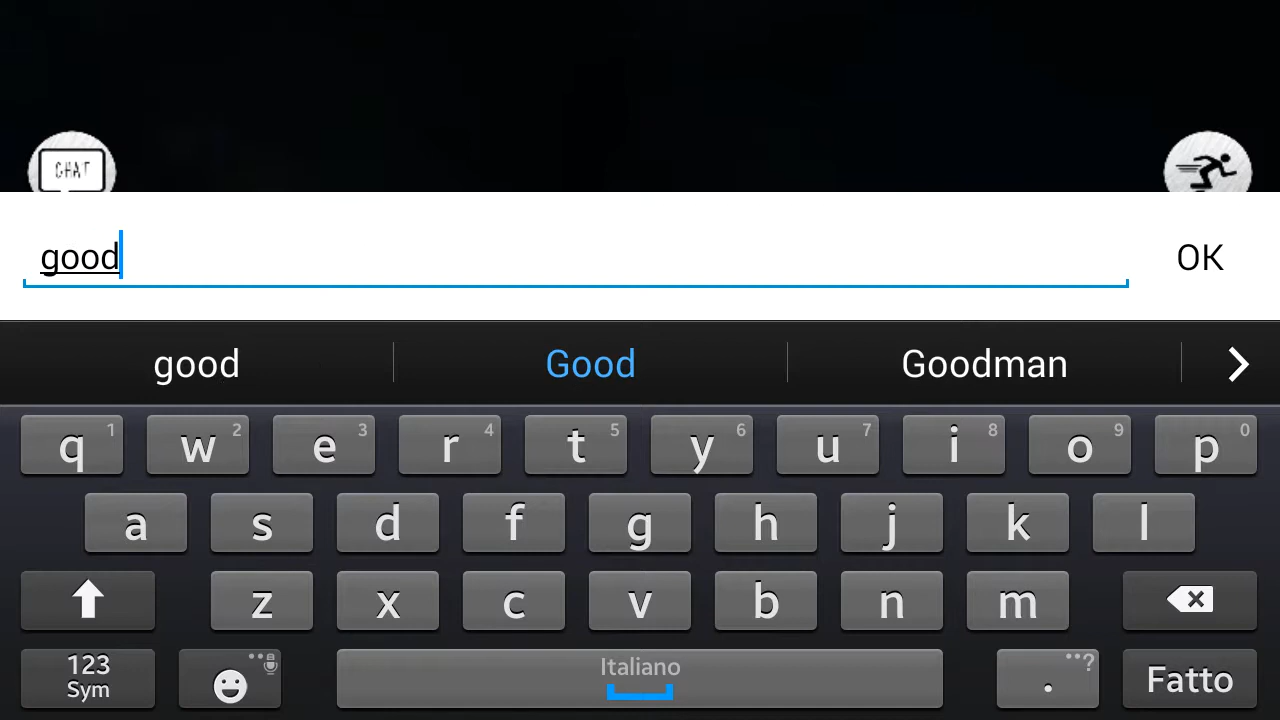 CHAT
good OK
good Good Goodman
q 1 w 2 e 3 r 4 t 5 y 6 u 7 i 8 o 9 p 0
a s d f g h j k l
z x c v b n m
123 Sym Italiano . ? Fatto